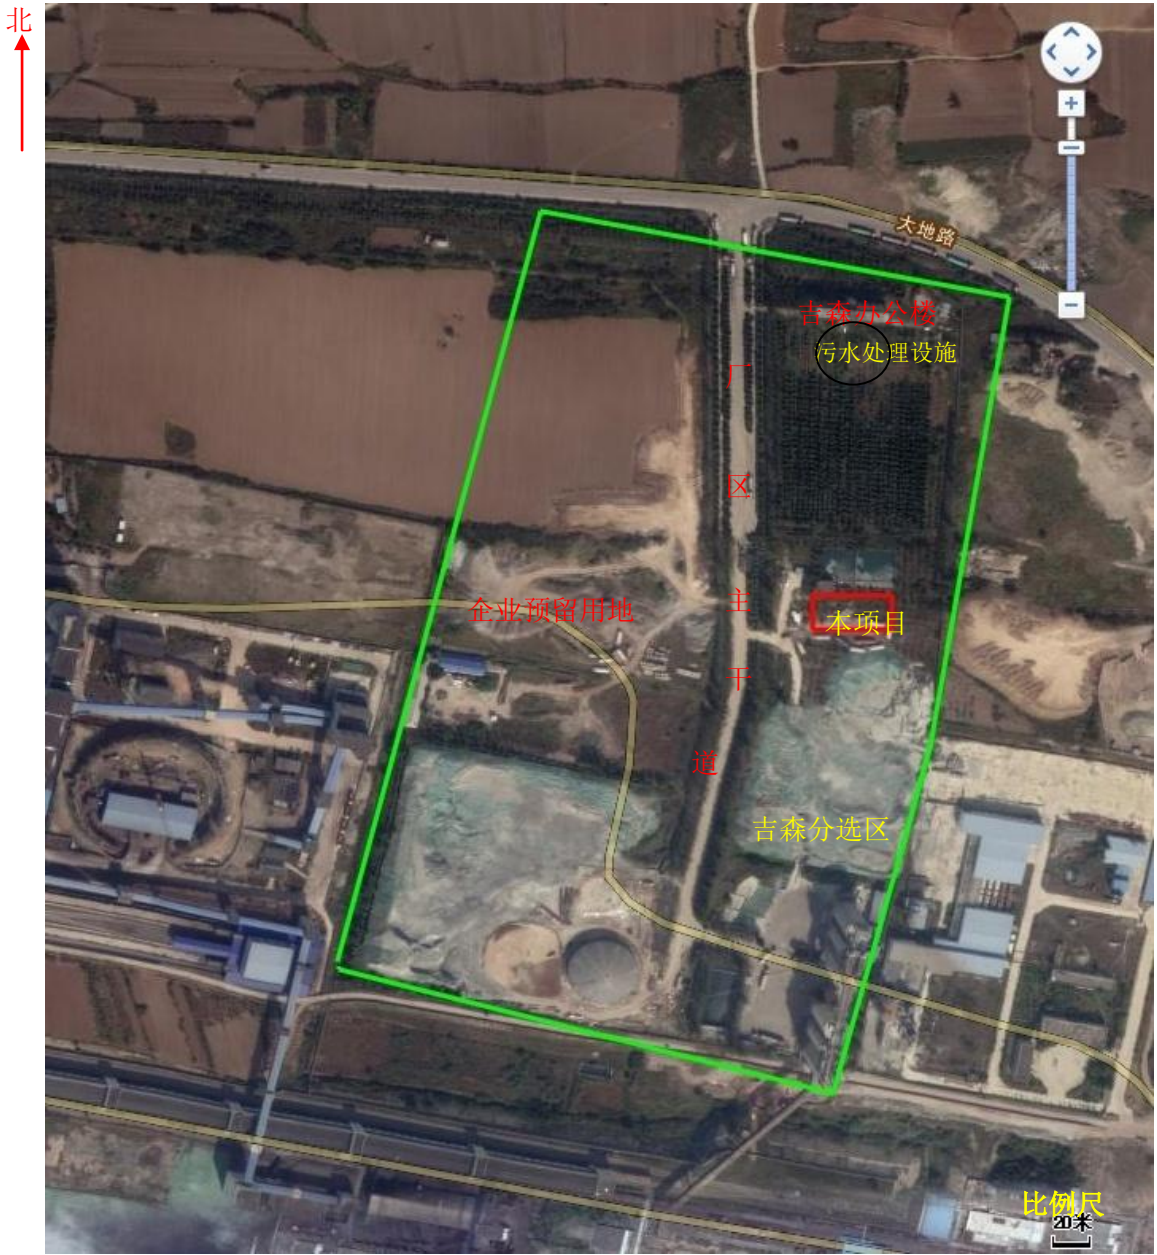 北
大地路
吉森办公楼
污水处理设施
厂
区
主
干
道
企业预留用地
本项目
吉森分选区
比例尺
20米